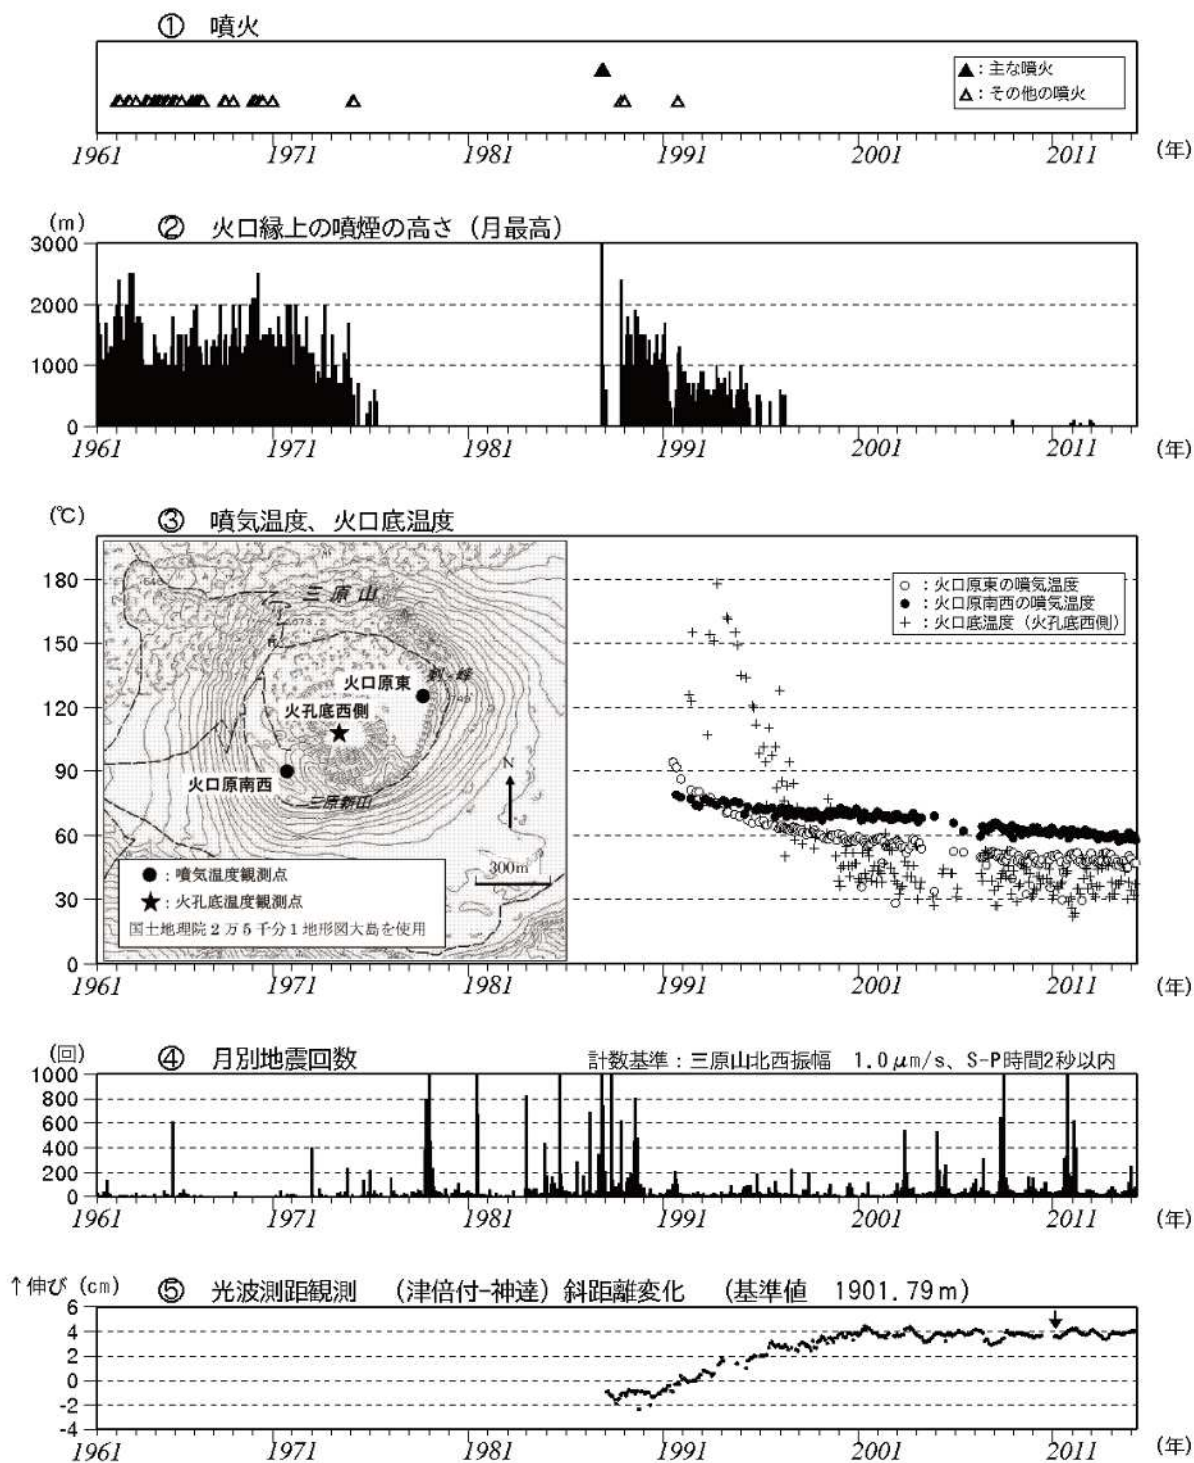 ① 噴火
▲：主な噴火
△：その他の噴火
1961 1971 1981 1991 2001 2011 (年)
(m) ② 火口縁上の噴煙の高さ（月最高）
3000
2000
1000
0
1961 1971 1981 1991 2001 2011 (年)
(℃) ③ 噴気温度、火口底温度
180
150
120
90
60
30
0
三原山
剣ヶ峰
火口原東
火孔底西側
火口原南西
三原新山
N
300m
●：噴気温度観測点
★：火孔底温度観測点
国土地理院２万５千分１地形図大島を使用
○：火口原東の噴気温度
●：火口原南西の噴気温度
+：火口底温度（火孔底西側）
1961 1971 1981 1991 2001 2011 (年)
(回) ④ 月別地震回数 計数基準：三原山北西振幅 1.0μm/s、S-P時間2秒以内
1000
800
600
400
200
0
1961 1971 1981 1991 2001 2011 (年)
↑伸び (cm) ⑤ 光波測距観測 （津倍付-神達）斜距離変化 （基準値 1901.79m）
6
4
2
0
-2
-4
1961 1971 1981 1991 2001 2011 (年)